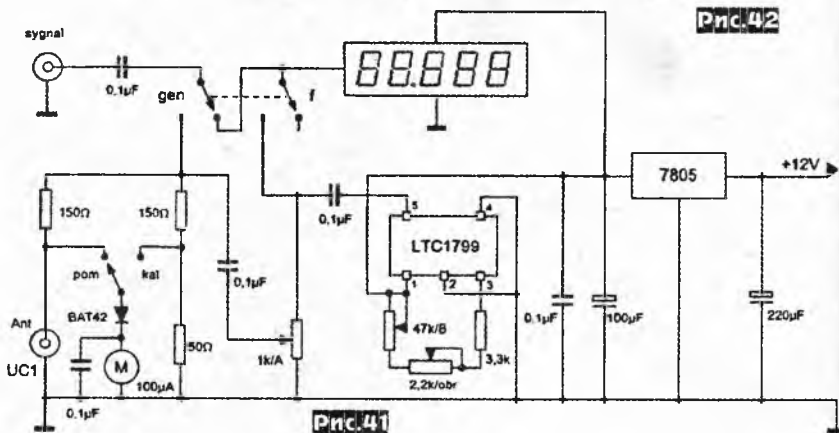 Рис.42
sygnal
0,1µF
gen
f
88.888
+12V
7805
150Ω
150Ω
0,1µF
5
4
LTC1799
1
2
3
pom
kal
0,1µF
BAT42
Ant
UC1
50Ω
M
100µA
0,1µF
1k/A
47k/B
3,3k
2,2k/obr
0,1µF
100µF
220µF
Рис.41